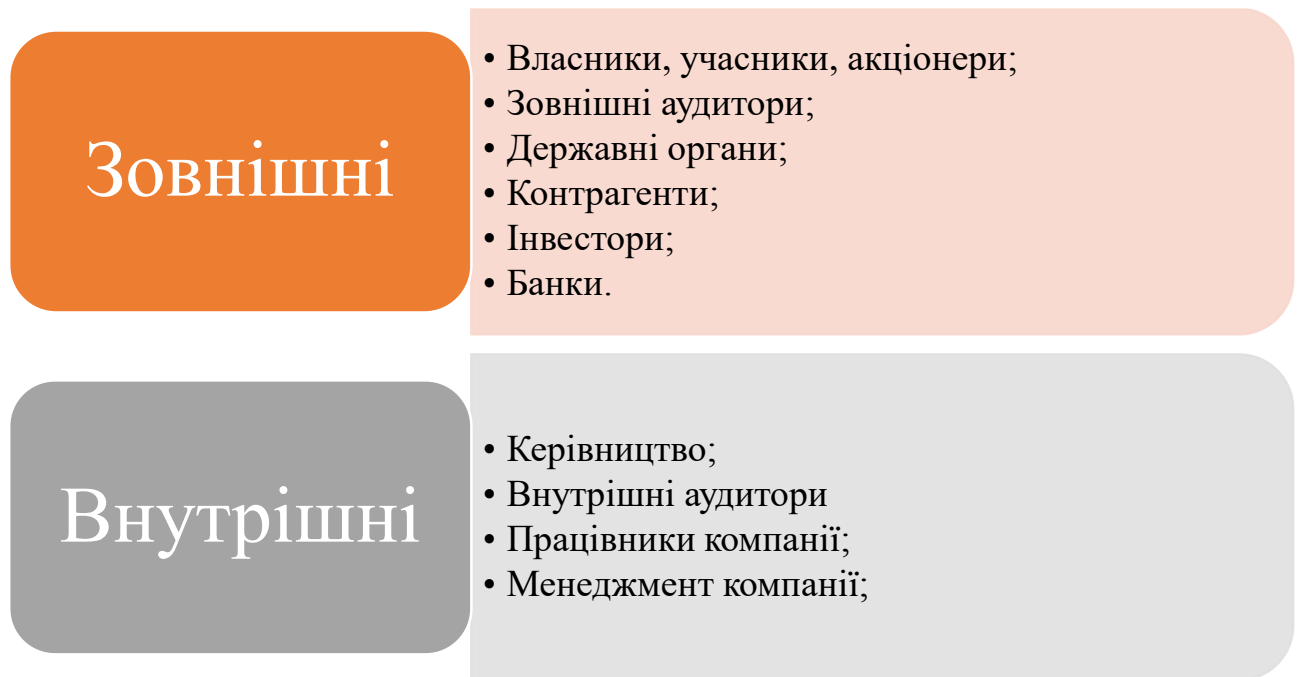 Зовнішні
• Власники, учасники, акціонери;
• Зовнішні аудитори;
• Державні органи;
• Контрагенти;
• Інвестори;
• Банки.
Внутрішні
• Керівництво;
• Внутрішні аудитори
• Працівники компанії;
• Менеджмент компанії;